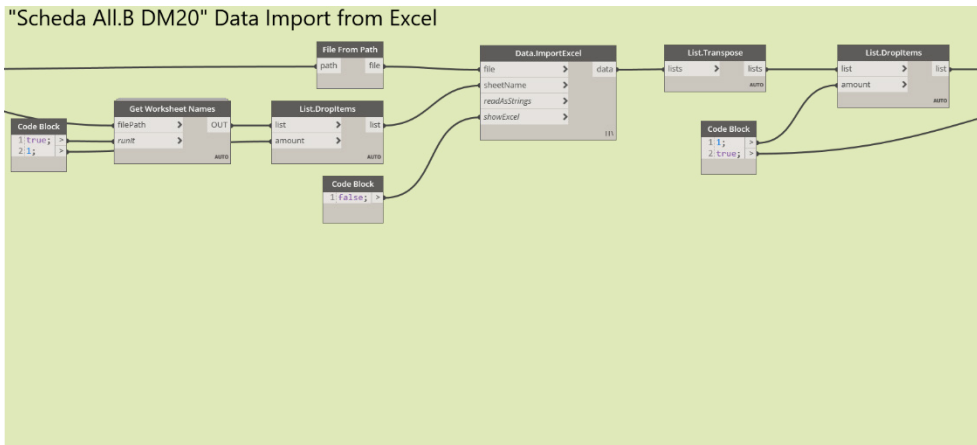 "Scheda All.B DM20" Data Import from Excel
File From Path
path > file
Data.ImportExcel
file > data
sheetName >
readAsStrings >
showExcel >
List.Transpose
lists > lists
AUTO
List.DropItems
list > list
amount >
AUTO
Code Block
1 true; >
2 1; >
Get Worksheet Names
filePath > OUT
runIt >
AUTO
List.DropItems
list > list
amount >
AUTO
Code Block
1 1; >
2 true; >
Code Block
1 false; >